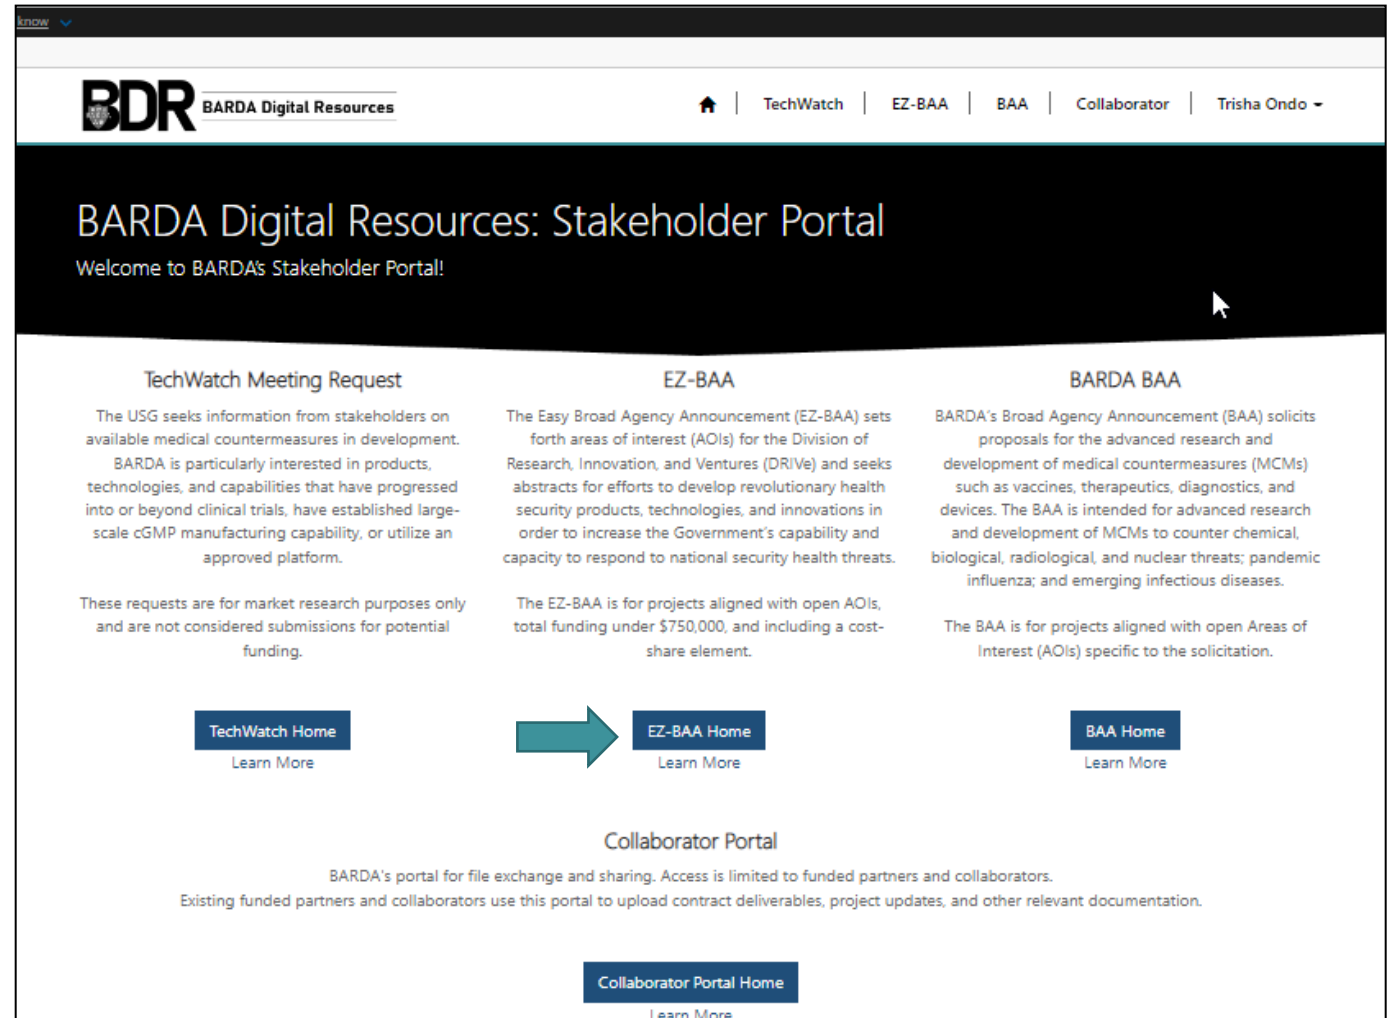 know
BDR BARDA Digital Resources
TechWatch EZ-BAA BAA Collaborator Trisha Ondo
BARDA Digital Resources: Stakeholder Portal
Welcome to BARDA's Stakeholder Portal!
TechWatch Meeting Request
The USG seeks information from stakeholders on
available medical countermeasures in development.
BARDA is particularly interested in products,
technologies, and capabilities that have progressed
into or beyond clinical trials, have established large-
scale cGMP manufacturing capability, or utilize an
approved platform.
These requests are for market research purposes only
and are not considered submissions for potential
funding.
TechWatch Home
Learn More
EZ-BAA
The Easy Broad Agency Announcement (EZ-BAA) sets
forth areas of interest (AOIs) for the Division of
Research, Innovation, and Ventures (DRIVe) and seeks
abstracts for efforts to develop revolutionary health
security products, technologies, and innovations in
order to increase the Government's capability and
capacity to respond to national security health threats.
The EZ-BAA is for projects aligned with open AOIs,
total funding under $750,000, and including a cost-
share element.
EZ-BAA Home
Learn More
BARDA BAA
BARDA's Broad Agency Announcement (BAA) solicits
proposals for the advanced research and
development of medical countermeasures (MCMs)
such as vaccines, therapeutics, diagnostics, and
devices. The BAA is intended for advanced research
and development of MCMs to counter chemical,
biological, radiological, and nuclear threats; pandemic
influenza; and emerging infectious diseases.
The BAA is for projects aligned with open Areas of
Interest (AOIs) specific to the solicitation.
BAA Home
Learn More
Collaborator Portal
BARDA's portal for file exchange and sharing. Access is limited to funded partners and collaborators.
Existing funded partners and collaborators use this portal to upload contract deliverables, project updates, and other relevant documentation.
Collaborator Portal Home
Learn More